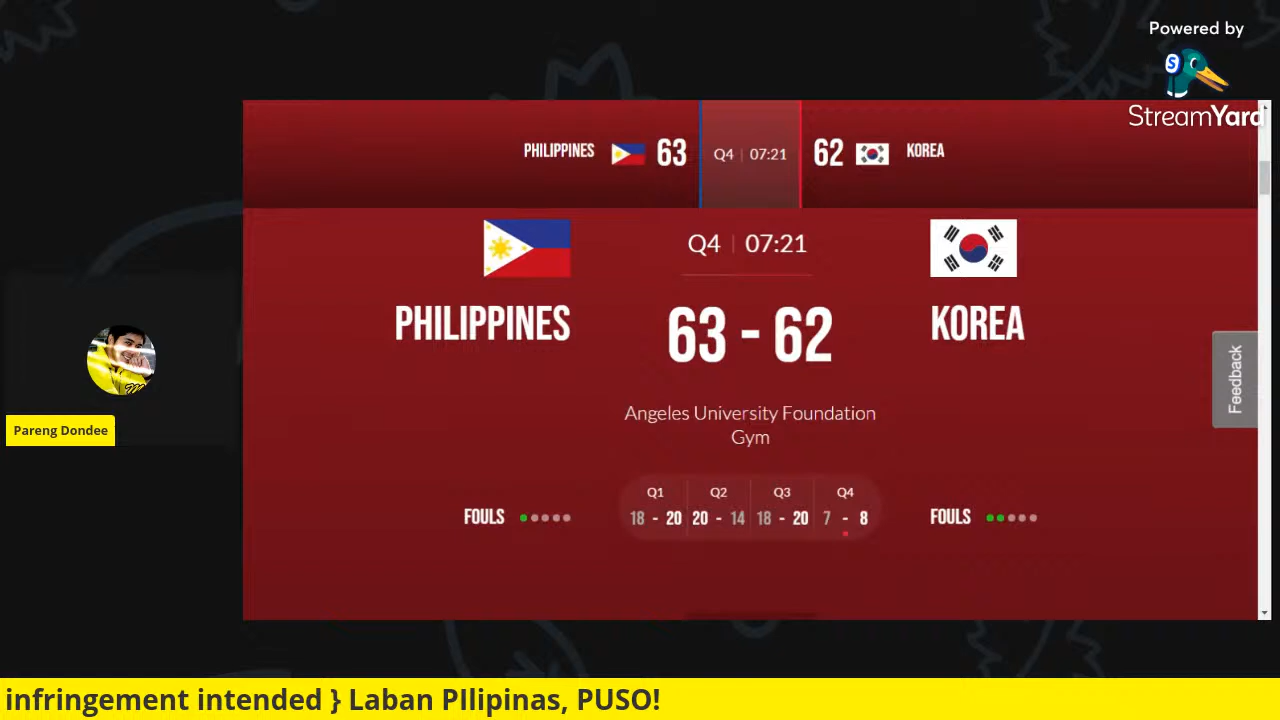 Powered by
StreamYard
PHILIPPINES 63 Q4 | 07:21 62 KOREA
Q4 | 07:21
PHILIPPINES 63 - 62 KOREA
Angeles University Foundation
Gym
Feedback
Pareng Dondee
Q1 Q2 Q3 Q4
FOULS 18 - 20 20 - 14 18 - 20 7 - 8 FOULS
infringement intended } Laban PIlipinas, PUSO!